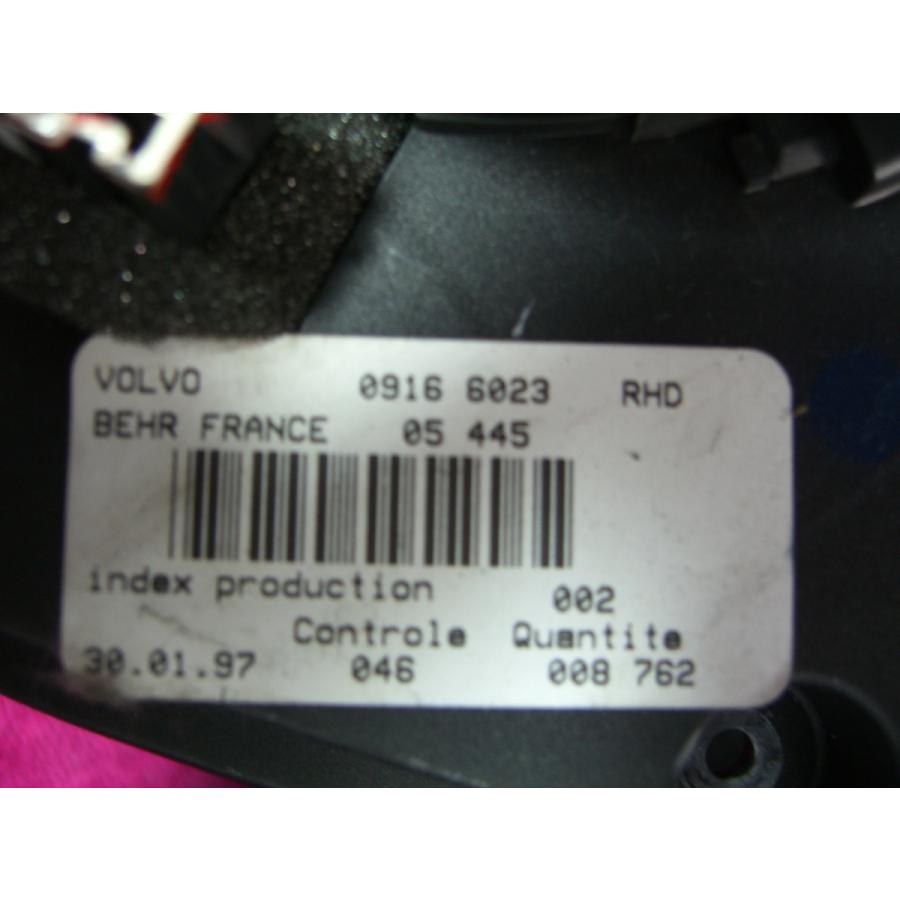 VOLVO 0916 6023 RHD
BEHR FRANCE 05 445
index production 002
Controle Quantite
30.01.97 046 008 762